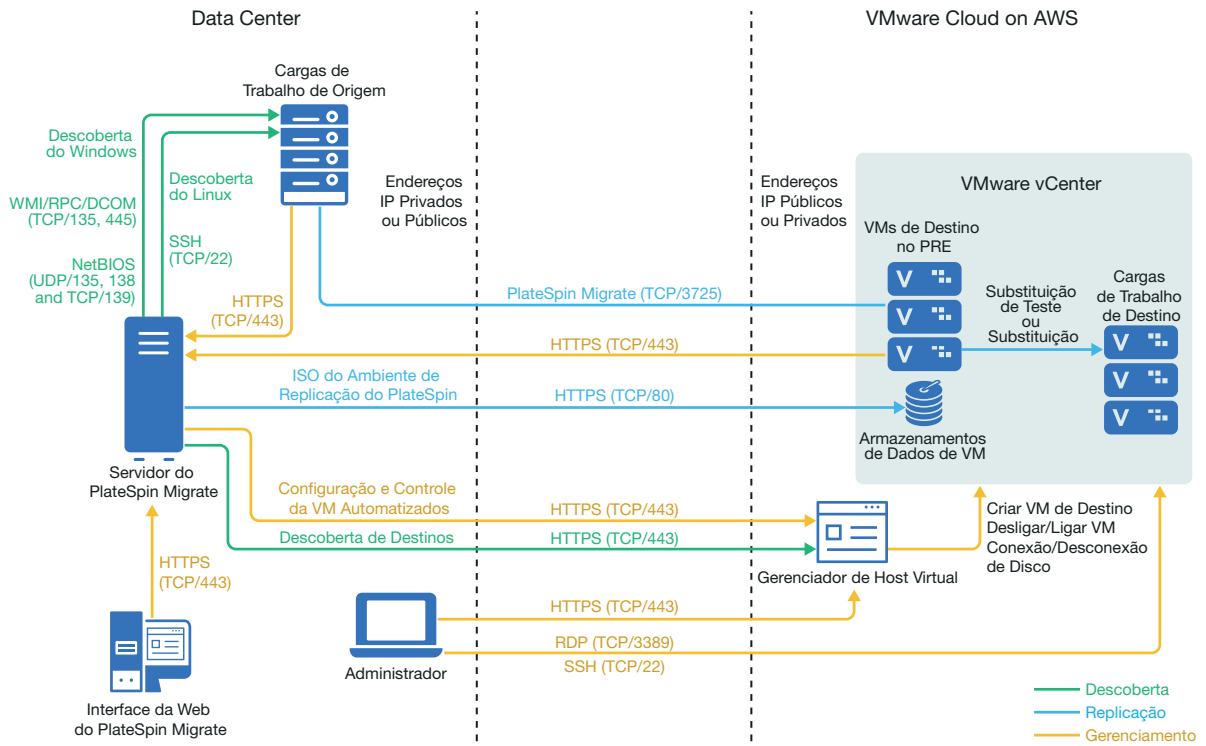 Data Center
VMware Cloud on AWS
Cargas de
Trabalho de Origem
Descoberta
do Windows
Descoberta
do Linux
WMI/RPC/DCOM
(TCP/135, 445)
SSH
(TCP/22)
NetBIOS
(UDP/135, 138
and TCP/139)
HTTPS
(TCP/443)
Endereços
IP Privados
ou Públicos
Endereços
IP Públicos
ou Privados
VMware vCenter
VMs de Destino
no PRE
Substituição
de Teste
ou
Substituição
Cargas
de Trabalho
de Destino
PlateSpin Migrate (TCP/3725)
HTTPS (TCP/443)
ISO do Ambiente de
Replicação do PlateSpin
HTTPS (TCP/80)
Armazenamentos
de Dados de VM
Servidor do
PlateSpin Migrate
Configuração e Controle
da VM Automatizados
HTTPS (TCP/443)
Descoberta de Destinos
HTTPS (TCP/443)
Gerenciador de Host Virtual
Criar VM de Destino
Desligar/Ligar VM
Conexão/Desconexão
de Disco
HTTPS
(TCP/443)
HTTPS (TCP/443)
RDP (TCP/3389)
SSH (TCP/22)
Administrador
Interface da Web
do PlateSpin Migrate
Descoberta
Replicação
Gerenciamento